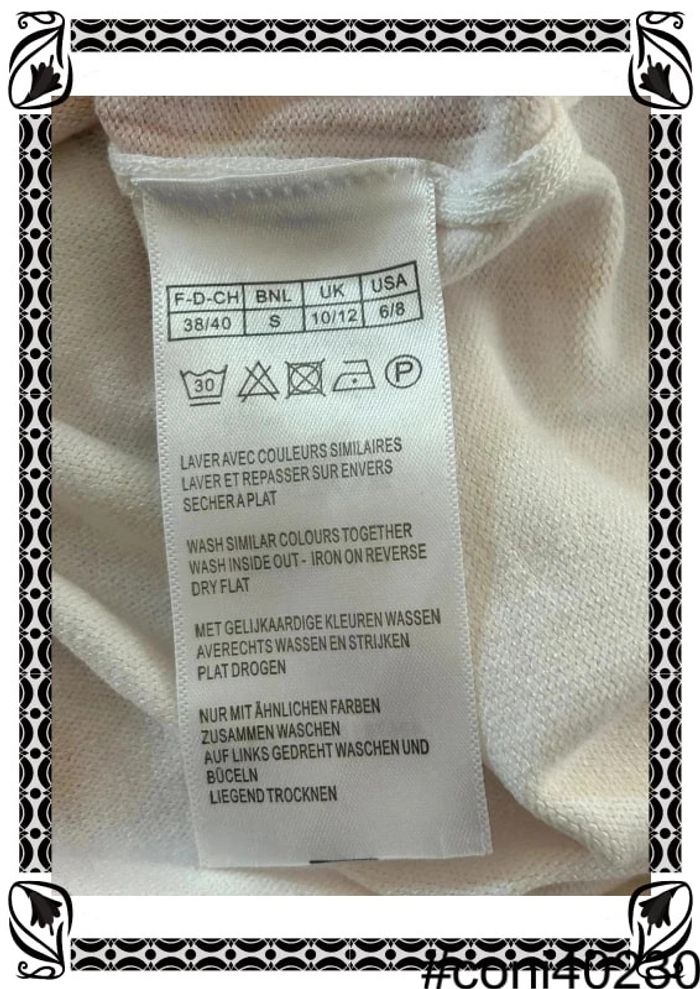 F-D-CH BNL UK USA
38/40 S 10/12 6/8
30 P
LAVER AVEC COULEURS SIMILAIRES
LAVER ET REPASSER SUR ENVERS
SECHER A PLAT
WASH SIMILAR COLOURS TOGETHER
WASH INSIDE OUT - IRON ON REVERSE
DRY FLAT
MET GELIJKAARDIGE KLEUREN WASSEN
AVERECHTS WASSEN EN STRIJKEN
PLAT DROGEN
NUR MIT ÄHNLICHEN FARBEN
ZUSAMMEN WASCHEN
AUF LINKS GEDREHT WASCHEN UND
BÜCELN
LIEGEND TROCKNEN
#coni40230